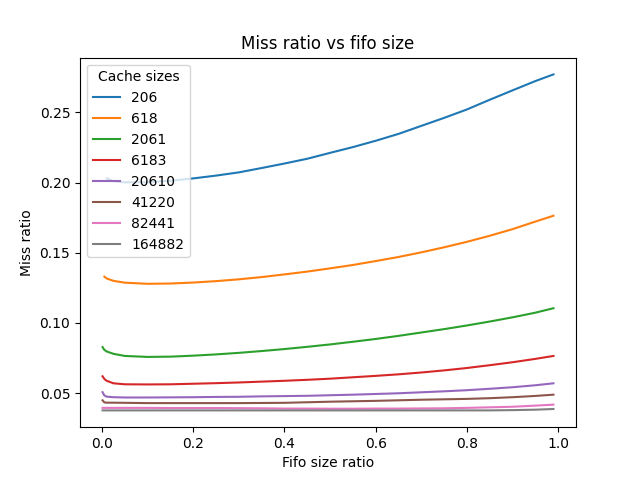 Miss ratio vs fifo size
Cache sizes
206
618
2061
6183
20610
41220
82441
164882
Miss ratio
0.25
0.20
0.15
0.10
0.05
0.0 0.2 0.4 0.6 0.8 1.0
Fifo size ratio